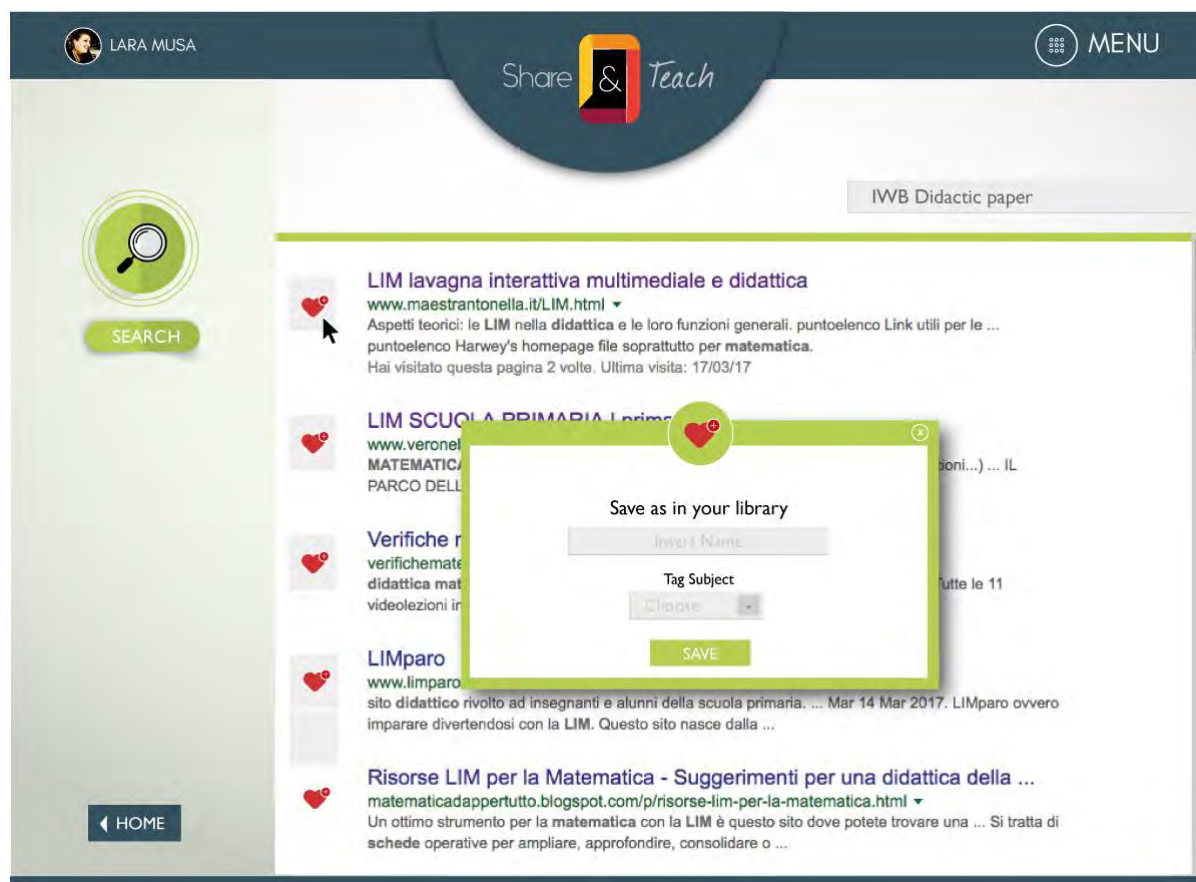 LARA MUSA
MENU
Share & Teach
IWB Didactic paper
SEARCH
LIM lavagna interattiva multimediale e didattica
www.maestrantonella.it/LIM.html
Aspetti teorici: le LIM nella didattica e le loro funzioni generali. puntoelenco Link utili per le ...
puntoelenco Harwey's homepage file soprattutto per matematica.
Hai visitato questa pagina 2 volte. Ultima visita: 17/03/17
LIM SCUOLA PRIMARIA
www.veronel
MATEMATICA ...) ... IL
PARCO DELL
Save as in your library
Insert Name
Tag Subject
Choose
SAVE
Verifiche
verifichemate
didattica mat Tutte le 11
videolezioni
LIMparo
www.limparo
sito didattico rivolto ad insegnanti e alunni della scuola primaria. ... Mar 14 Mar 2017. LIMparo ovvero
imparare divertendosi con la LIM. Questo sito nasce dalla ...
Risorse LIM per la Matematica - Suggerimenti per una didattica della ...
matematicadappertutto.blogspot.com/p/risorse-lim-per-la-matematica.html
Un ottimo strumento per la matematica con la LIM è questo sito dove potete trovare una ... Si tratta di
schede operative per ampliare, approfondire, consolidare o ...
HOME